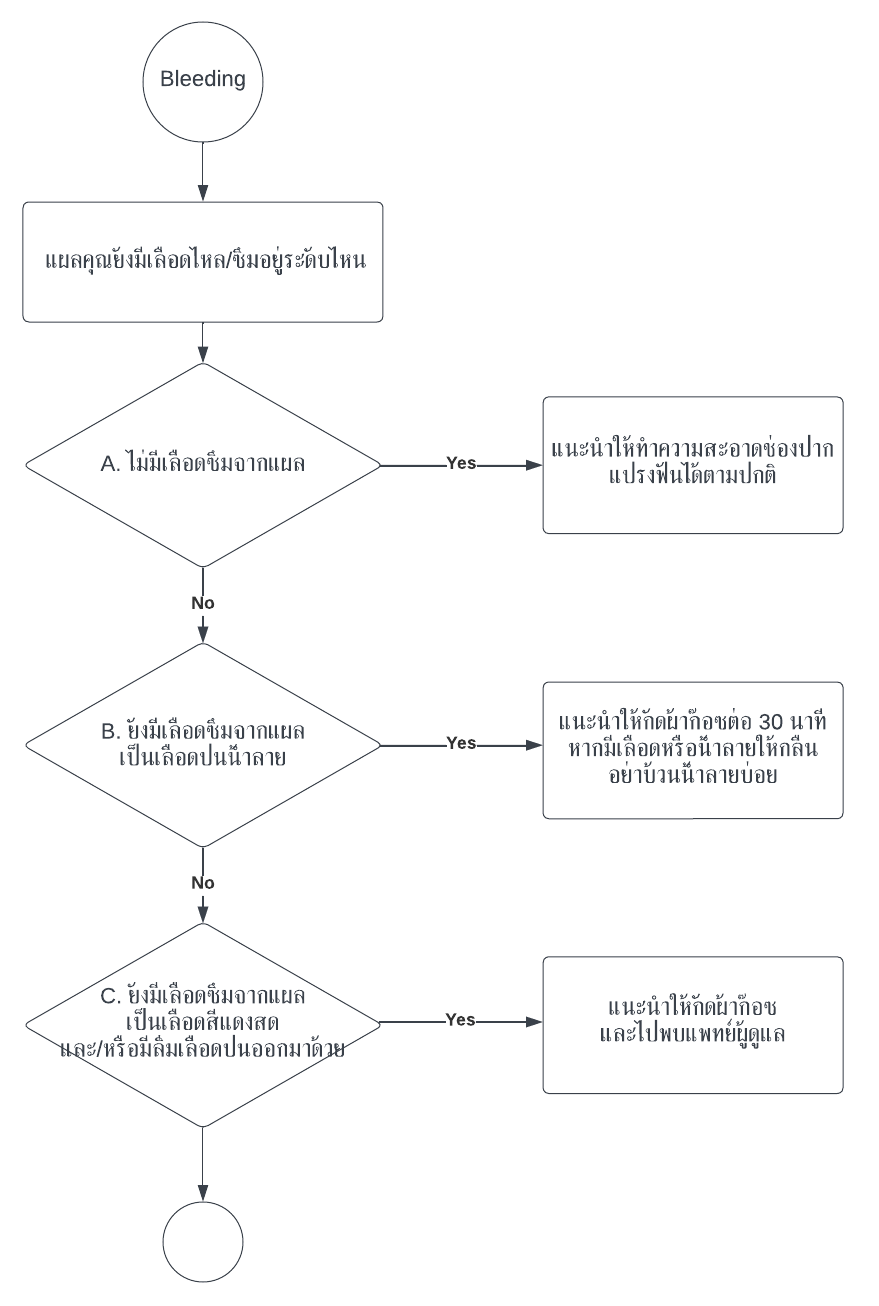 Bleeding
แผลคุณยังมีเลือดไหล/ซึมอยู่ระดับไหน
A. ไม่มีเลือดซึมจากแผล
Yes
แนะนำให้ทำความสะอาดช่องปาก
แปรงฟันได้ตามปกติ
No
B. ยังมีเลือดซึมจากแผล
เป็นเลือดปนน้ำลาย
Yes
แนะนำให้กัดผ้าก๊อซต่อ 30 นาที
หากมีเลือดหรือน้ำลายให้กลืน
อย่าบ้วนน้ำลายบ่อย
No
C. ยังมีเลือดซึมจากแผล
เป็นเลือดสีแดงสด
และ/หรือมีลิ่มเลือดปนออกมาด้วย
Yes
แนะนำให้กัดผ้าก๊อซ
และไปพบแพทย์ผู้ดูแล